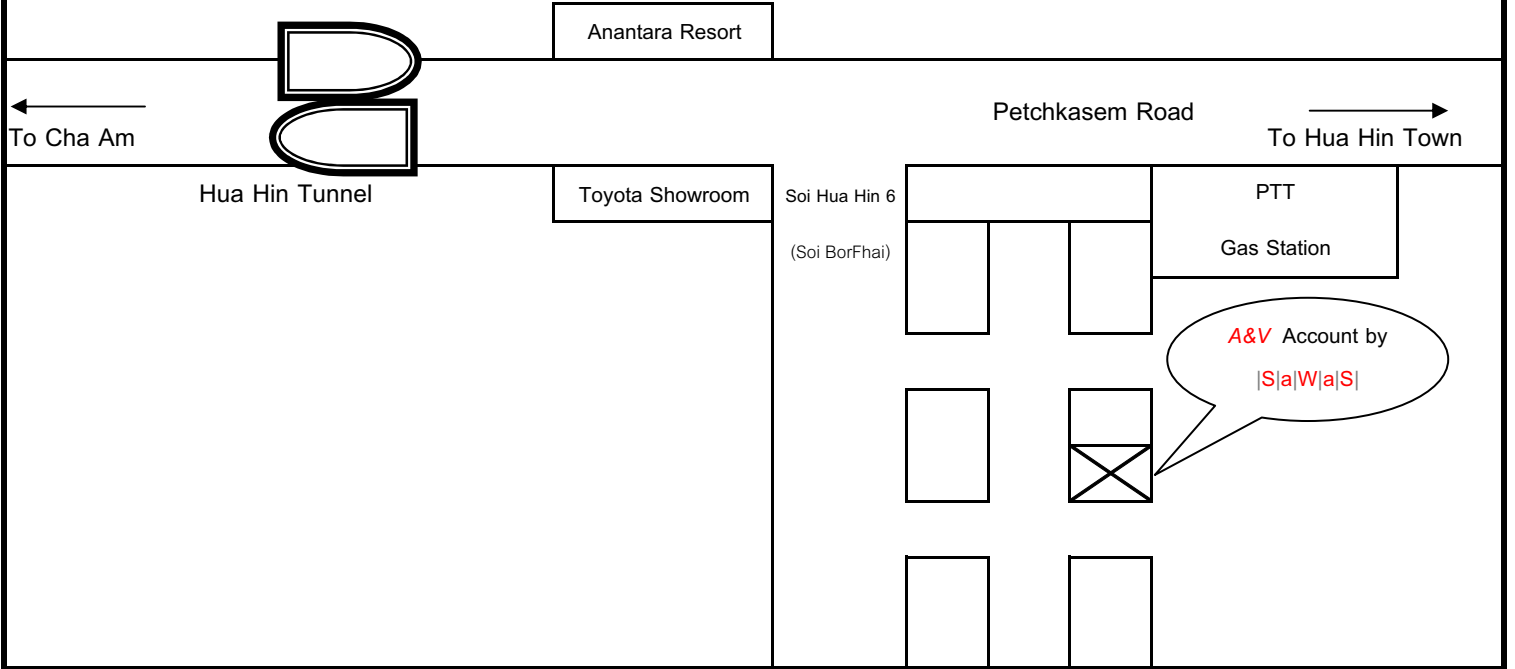 Anantara Resort
Petchkasem Road
To Cha Am
To Hua Hin Town
Hua Hin Tunnel
Toyota Showroom
Soi Hua Hin 6
(Soi BorFhai)
PTT
Gas Station
A&V Account by
|S|a|W|a|S|